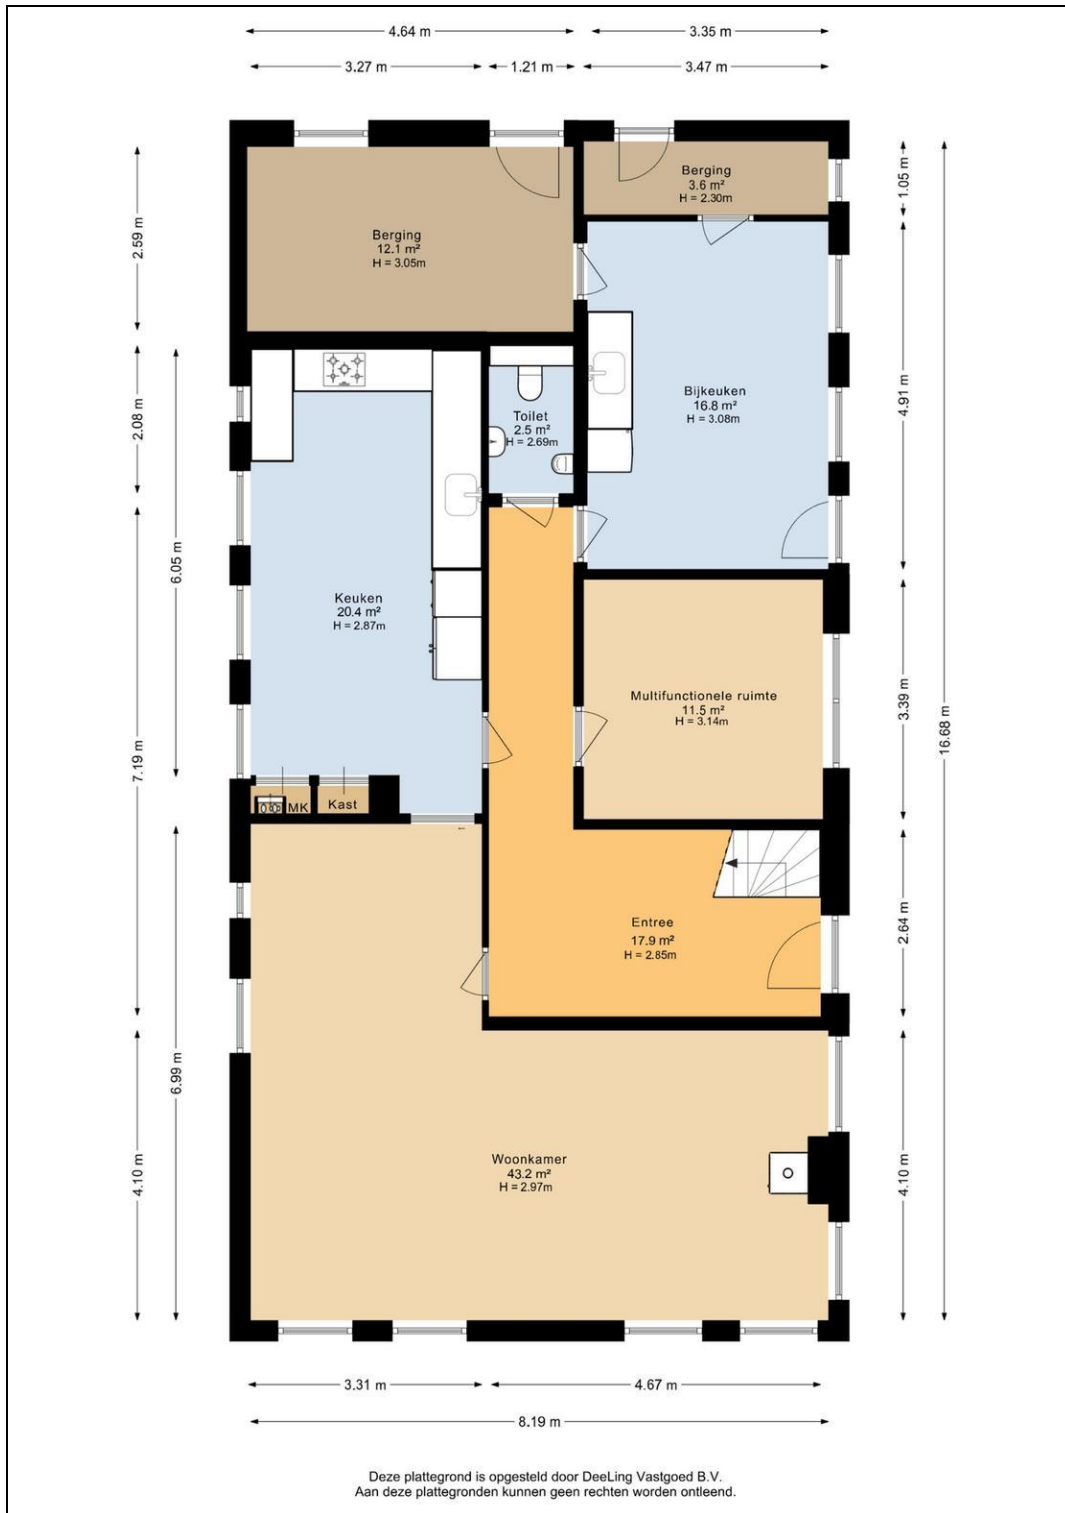 4.64 m
3.35 m
3.27 m
1.21 m
3.47 m
2.59 m
1.05 m
Berging
3.6 m²
H = 2.30m
Berging
12.1 m²
H = 3.05m
2.08 m
6.05 m
4.91 m
Bijkeuken
16.8 m²
H = 3.08m
Toilet
2.5 m²
H = 2.69m
Keuken
20.4 m²
H = 2.87m
7.19 m
Multifunctionele ruimte
11.5 m²
H = 3.14m
3.39 m
16.68 m
MK
Kast
Entree
17.9 m²
H = 2.85m
2.64 m
6.99 m
4.10 m
Woonkamer
43.2 m²
H = 2.97m
4.10 m
3.31 m
4.67 m
8.19 m
Deze plattegrond is opgesteld door DeeLing Vastgoed B.V.
Aan deze plattegronden kunnen geen rechten worden ontleend.